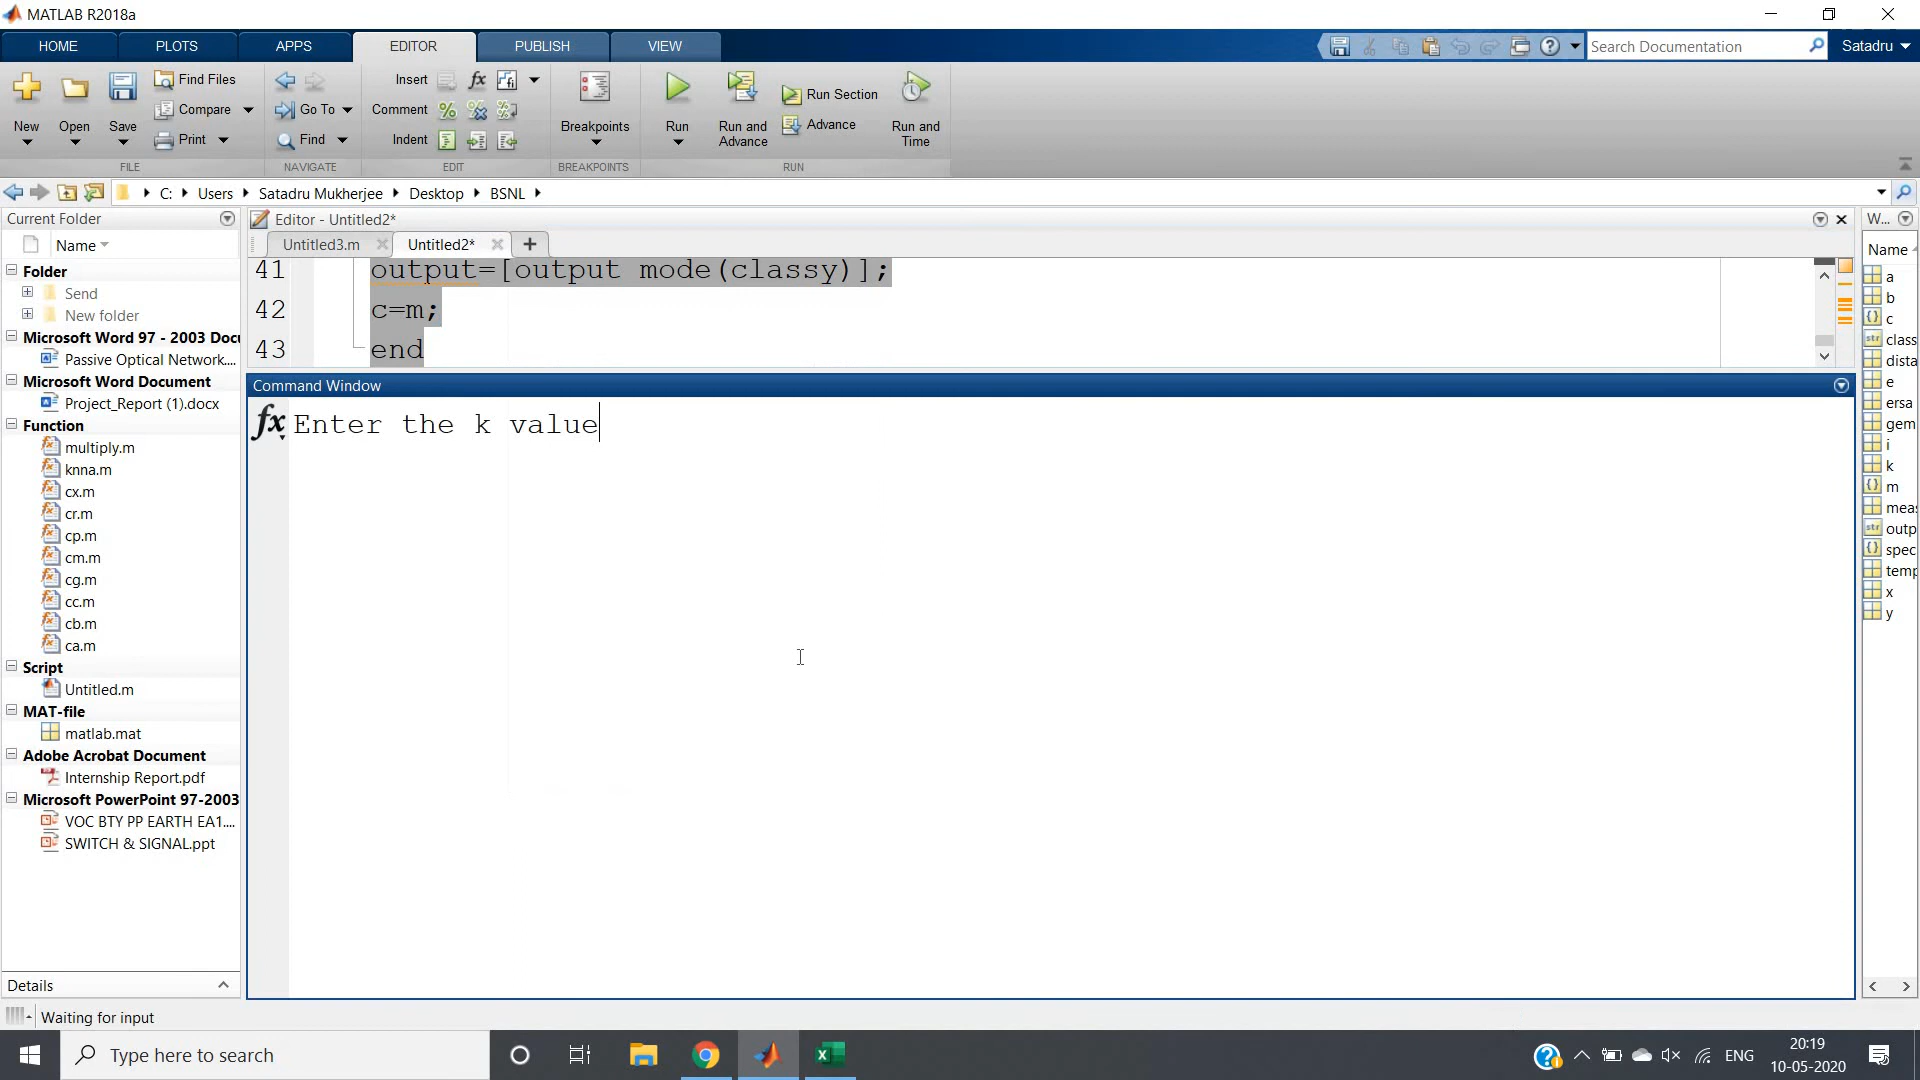 MATLAB R2018a
HOME PLOTS APPS EDITOR PUBLISH VIEW
Search Documentation Satadru
New Open Save Find Files Compare Print
Go To Find
Insert Comment Indent
Breakpoints Run Run and Advance Run Section Advance Run and Time
FILE NAVIGATE EDIT BREAKPOINTS RUN
C: Users Satadru Mukherjee Desktop BSNL
Current Folder
Name
Folder
Send
New folder
Microsoft Word 97 - 2003 Docu
Passive Optical Network....
Microsoft Word Document
Project_Report (1).docx
Function
multiply.m
knna.m
cx.m
cr.m
cp.m
cm.m
cg.m
cc.m
cb.m
ca.m
Script
Untitled.m
MAT-file
matlab.mat
Adobe Acrobat Document
Internship Report.pdf
Microsoft PowerPoint 97-2003
VOC BTY PP EARTH EA1....
SWITCH & SIGNAL.ppt
Details
Editor - Untitled2*
Untitled3.m Untitled2*
41 output=[output mode(classy)];
42 c=m;
43 end
Command Window
fx Enter the k value
W...
Name
a
b
c
class
dista
e
ersa
gem
i
k
m
meas
outp
spec
temp
x
y
Waiting for input
Type here to search
ENG
20:19
10-05-2020